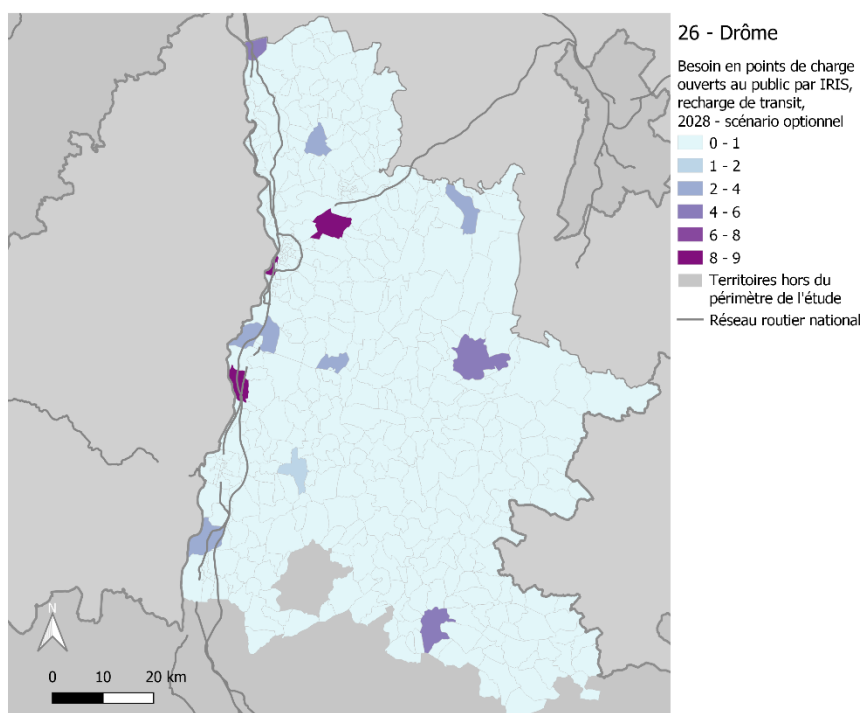 26 - Drôme
Besoin en points de charge
ouverts au public par IRIS,
recharge de transit,
2028 - scénario optionnel
0 - 1
1 - 2
2 - 4
4 - 6
6 - 8
8 - 9
Territoires hors du
périmètre de l'étude
Réseau routier national
N
0 10 20 km